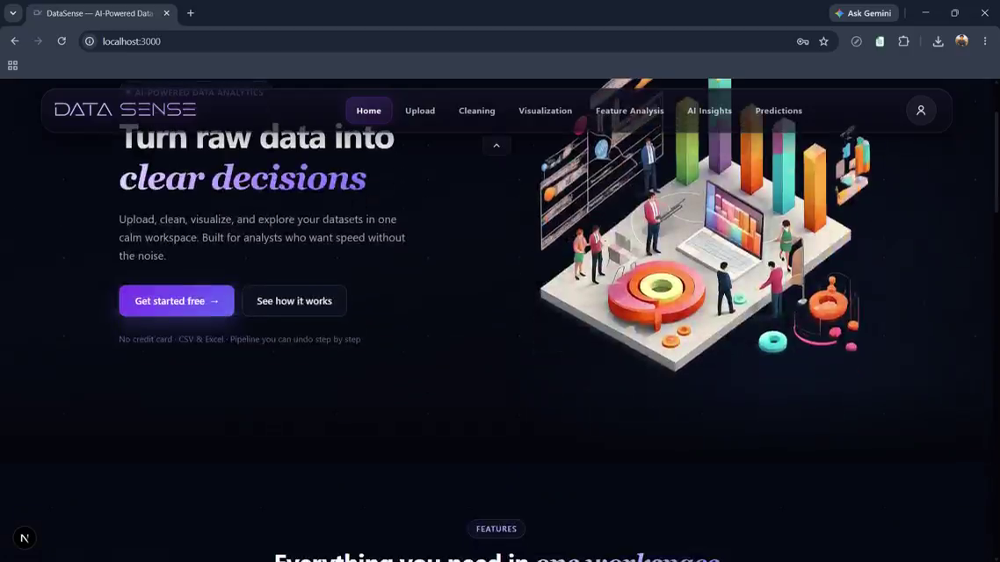 DataSense — AI-Powered Data
Ask Gemini
localhost:3000
AI-POWERED DATA ANALYTICS
DATA SENSE
Home
Upload
Cleaning
Visualization
Feature Analysis
AI Insights
Predictions
Turn raw data into
clear decisions
Upload, clean, visualize, and explore your datasets in one
calm workspace. Built for analysts who want speed without
the noise.
Get started free →
See how it works
No credit card · CSV & Excel · Pipeline you can undo step by step
N
FEATURES
Everything you need in one workspace